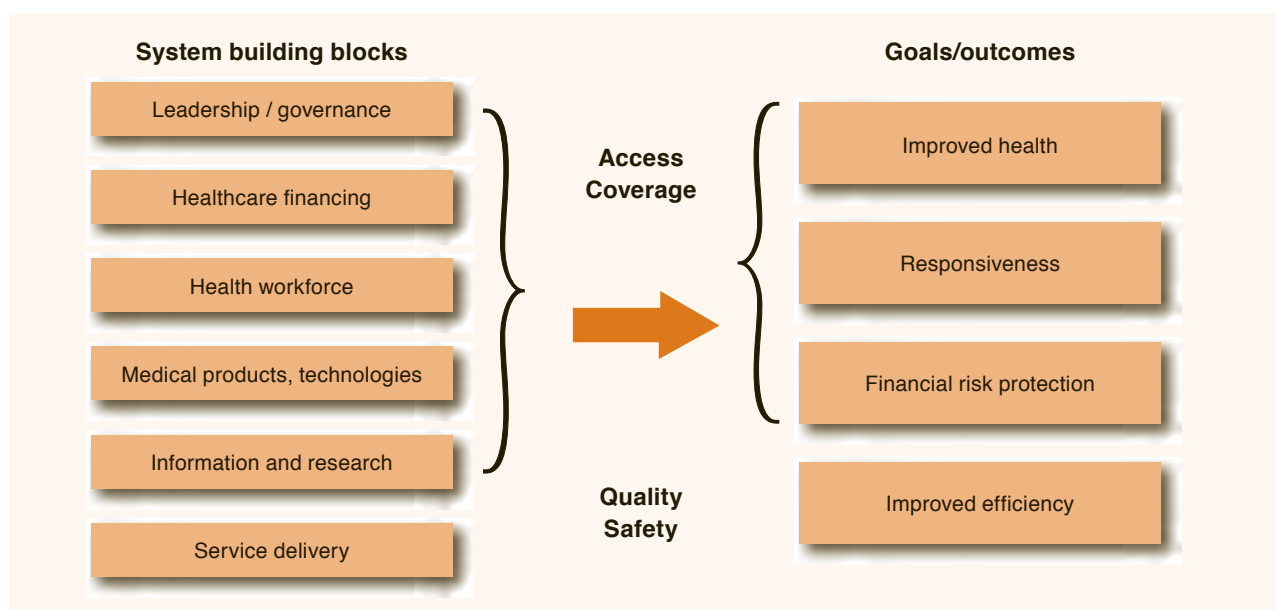 System building blocks
Leadership / governance
Healthcare financing
Health workforce
Medical products, technologies
Information and research
Service delivery
Access
Coverage
Quality
Safety
Goals/outcomes
Improved health
Responsiveness
Financial risk protection
Improved efficiency